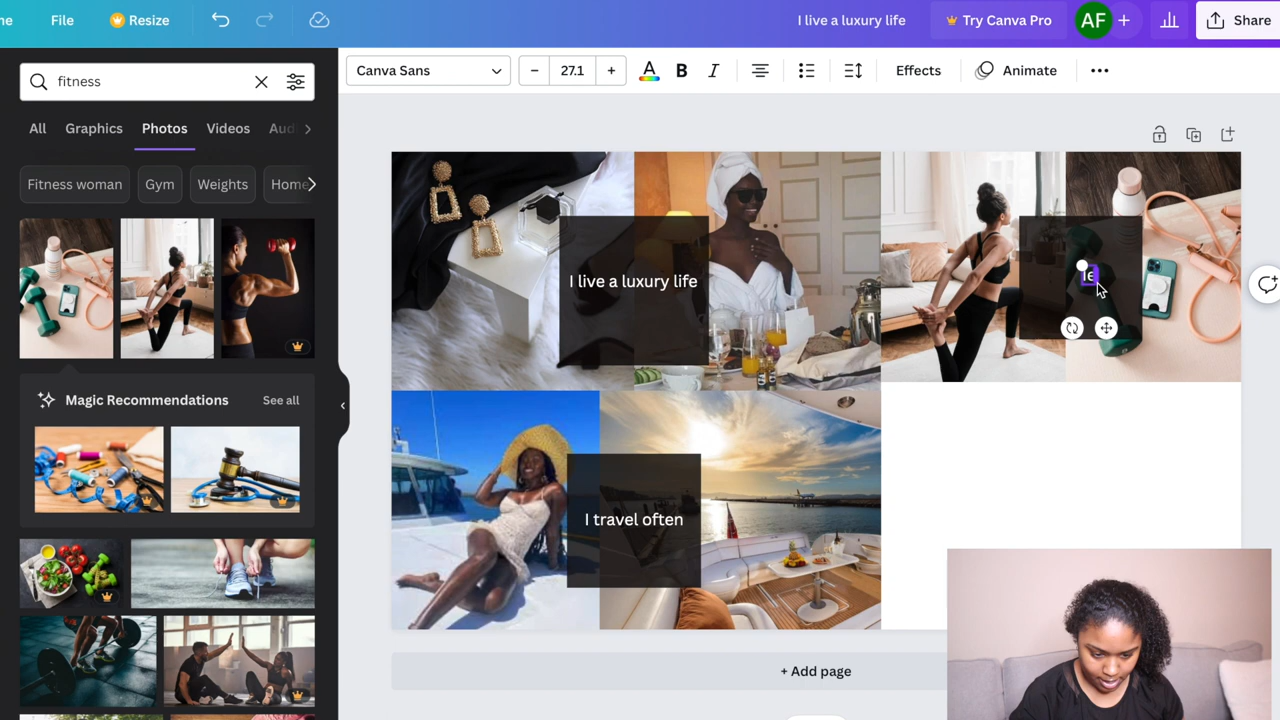 File
Resize
I live a luxury life
Try Canva Pro
AF
+
Share
fitness
Canva Sans
– 27.1 +
A B I
Effects
Animate
All
Graphics
Photos
Videos
Fitness woman
Gym
Weights
Home
Magic Recommendations
See all
I live a luxury life
I travel often
+ Add page